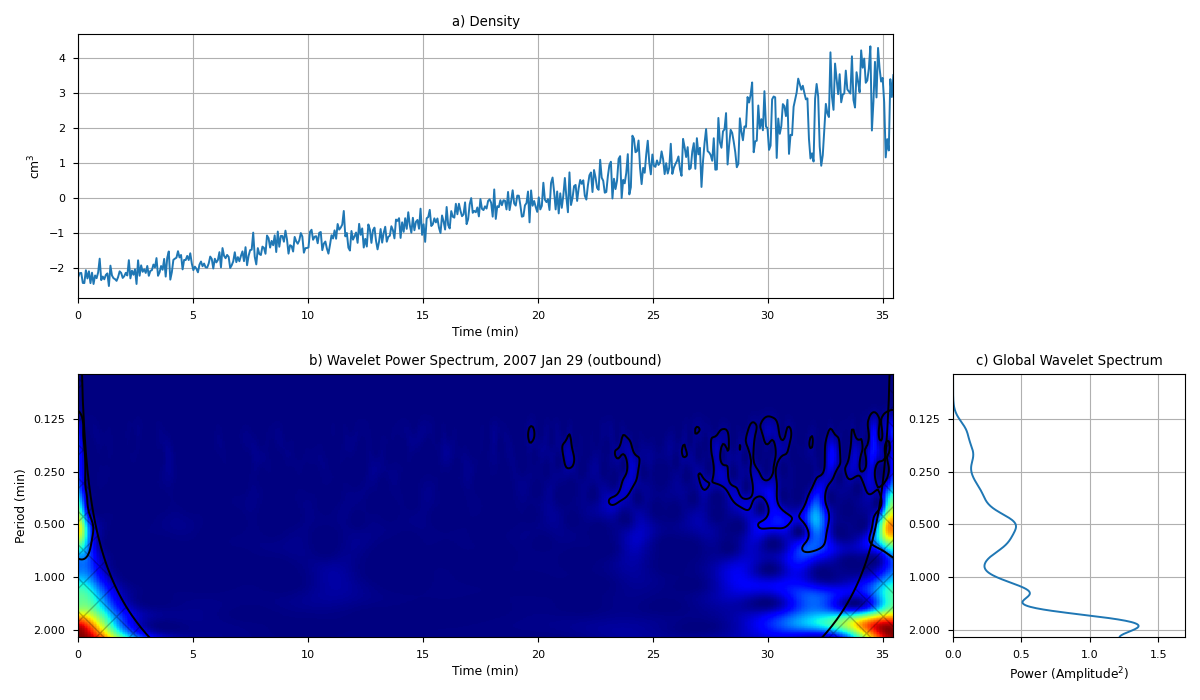 a) Density
4
3
2
1
0
−1
−2
cm³
0 5 10 15 20 25 30 35
Time (min)
b) Wavelet Power Spectrum, 2007 Jan 29 (outbound)
0.125
0.250
0.500
1.000
2.000
Period (min)
0 5 10 15 20 25 30 35
Time (min)
c) Global Wavelet Spectrum
0.125
0.250
0.500
1.000
2.000
0.0 0.5 1.0 1.5
Power (Amplitude²)